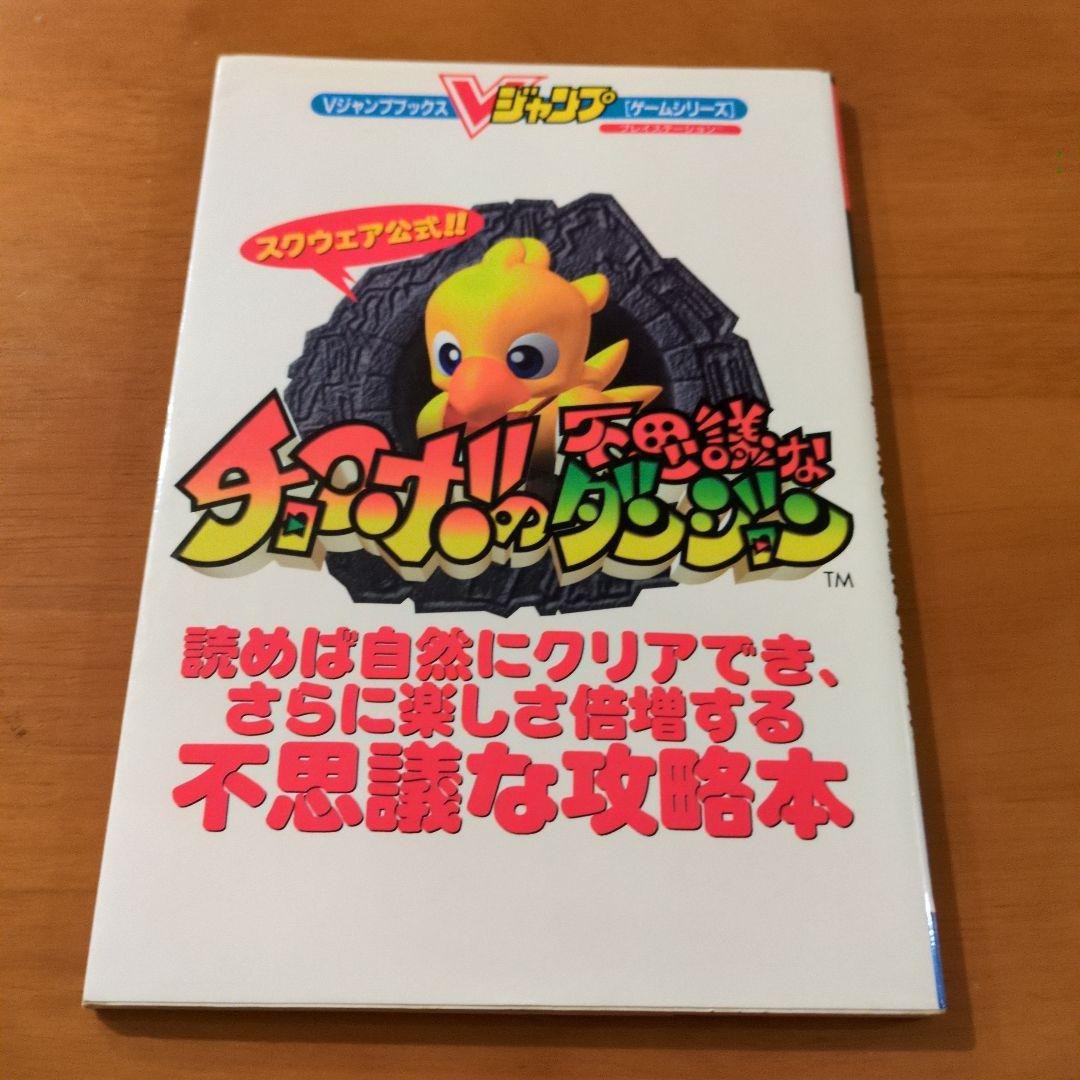 Vジャンプブックス Vジャンプ [ゲームシリーズ]
プレイステーション
スクウェア公式!!
チョコボの不思議なダンジョン
TM
読めば自然にクリアでき、
さらに楽しさ倍増する
不思議な攻略本